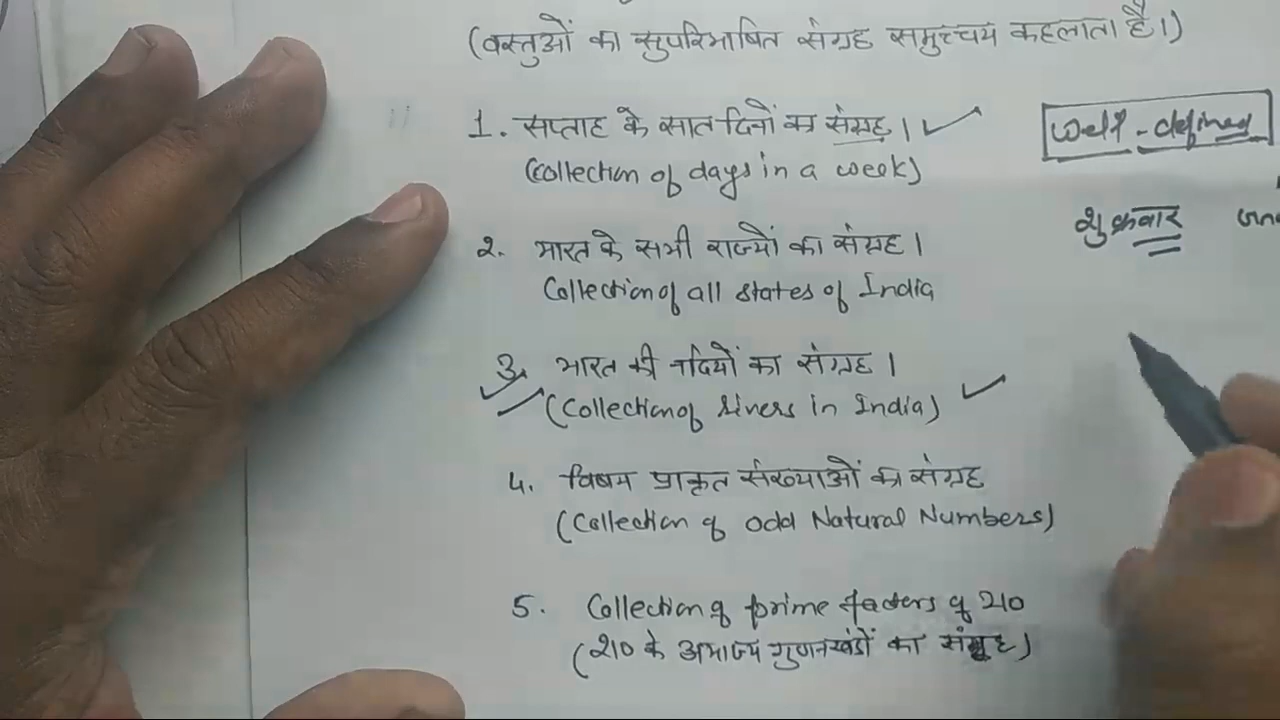 (वस्तुओं का सुपरिभाषित संग्रह समुच्चय कहलाता है।)
1. सप्ताह के सात दिनों का संग्रह।
(Collection of days in a week)
well-defined
शुक्रवार
2. भारत के सभी राज्यों का संग्रह।
Collection of all states of India
3. भारत की नदियों का संग्रह।
(Collection of rivers in India)
4. विषम प्राकृत संख्याओं का संग्रह
(Collection of odd Natural Numbers)
5. Collection of prime factors of 210
(210 के अभाज्य गुणनखंडों का संग्रह)